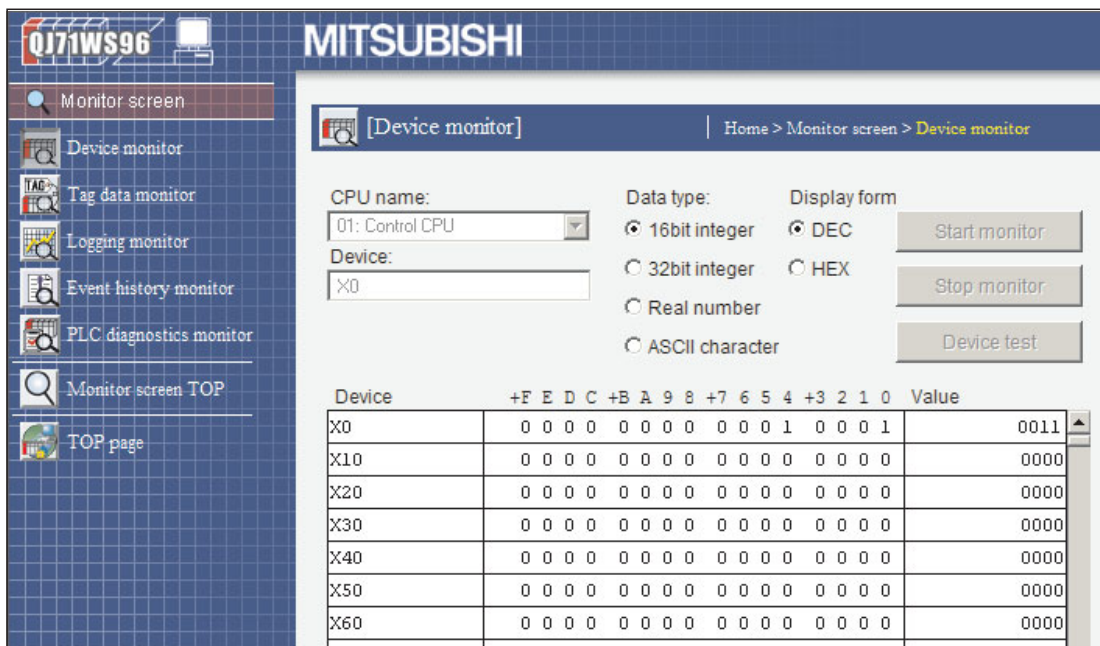 QJ71WS96
MITSUBISHI
Monitor screen
Device monitor
TAG
Tag data monitor
Logging monitor
Event history monitor
PLC diagnostics monitor
Monitor screen TOP
TOP page
[Device monitor]
Home > Monitor screen > Device monitor
CPU name:
01: Control CPU
Device:
X0
Data type:
16bit integer
32bit integer
Real number
ASCII character
Display form
DEC
HEX
Start monitor
Stop monitor
Device test
Device +F E D C +B A 9 8 +7 6 5 4 +3 2 1 0 Value
X0 0 0 0 0 0 0 0 0 0 0 0 1 0 0 0 1 0011
X10 0 0 0 0 0 0 0 0 0 0 0 0 0 0 0 0 0000
X20 0 0 0 0 0 0 0 0 0 0 0 0 0 0 0 0 0000
X30 0 0 0 0 0 0 0 0 0 0 0 0 0 0 0 0 0000
X40 0 0 0 0 0 0 0 0 0 0 0 0 0 0 0 0 0000
X50 0 0 0 0 0 0 0 0 0 0 0 0 0 0 0 0 0000
X60 0 0 0 0 0 0 0 0 0 0 0 0 0 0 0 0 0000